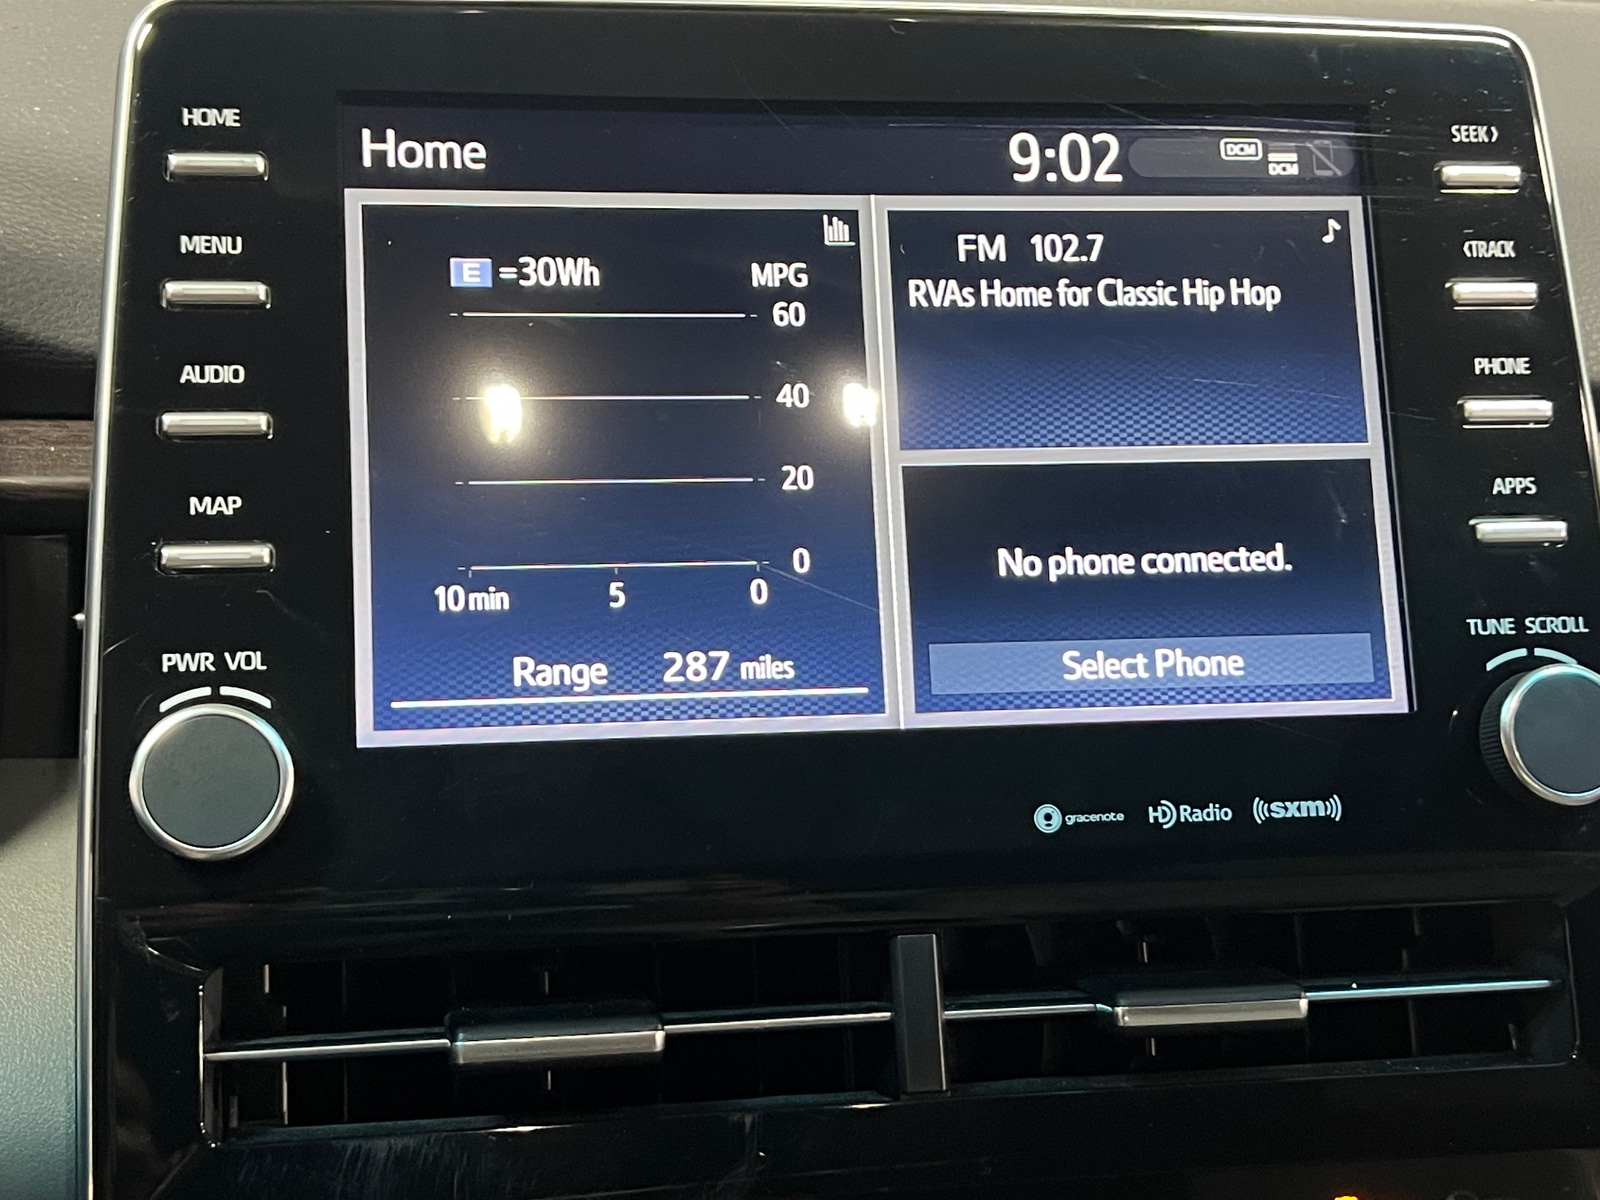 HOME
MENU
AUDIO
MAP
PWR VOL
Home
9:02
DCM
DCM
E =30Wh
MPG
60
40
20
0
10 min 5 0
Range 287 miles
FM 102.7
RVAs Home for Classic Hip Hop
No phone connected.
Select Phone
SEEK >
< TRACK
PHONE
APPS
TUNE SCROLL
gracenote
HD Radio
((sxm))